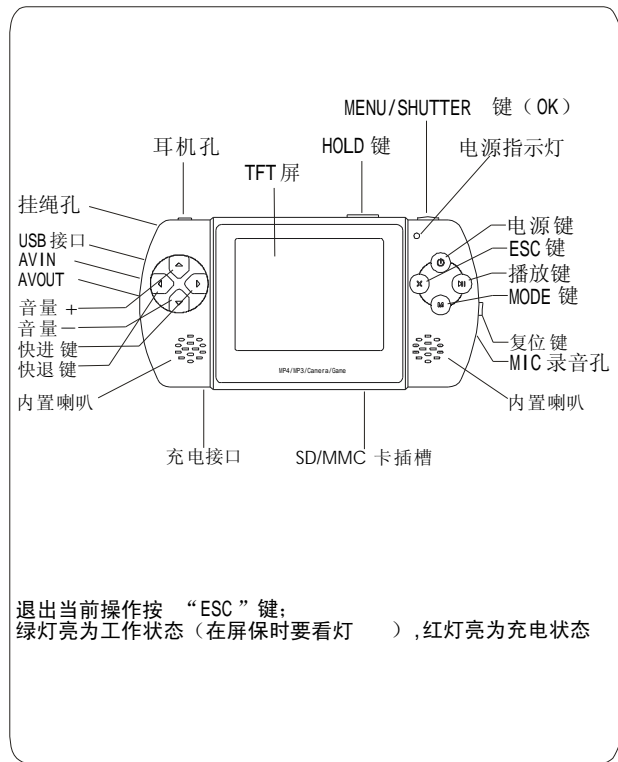 MENU/SHUTTER 键（OK）
耳机孔
HOLD 键
电源指示灯
TFT 屏
挂绳孔
USB 接口
AVIN
AVOUT
音量 +
音量 -
快进 键
快退 键
内置喇叭
电源键
ESC 键
播放键
MODE 键
复位键
MIC 录音孔
内置喇叭
M
MP4/MP3/Camera/Game
充电接口
SD/MMC 卡插槽
退出当前操作按 “ESC”键；
绿灯亮为工作状态（在屏保时要看灯 ）,红灯亮为充电状态